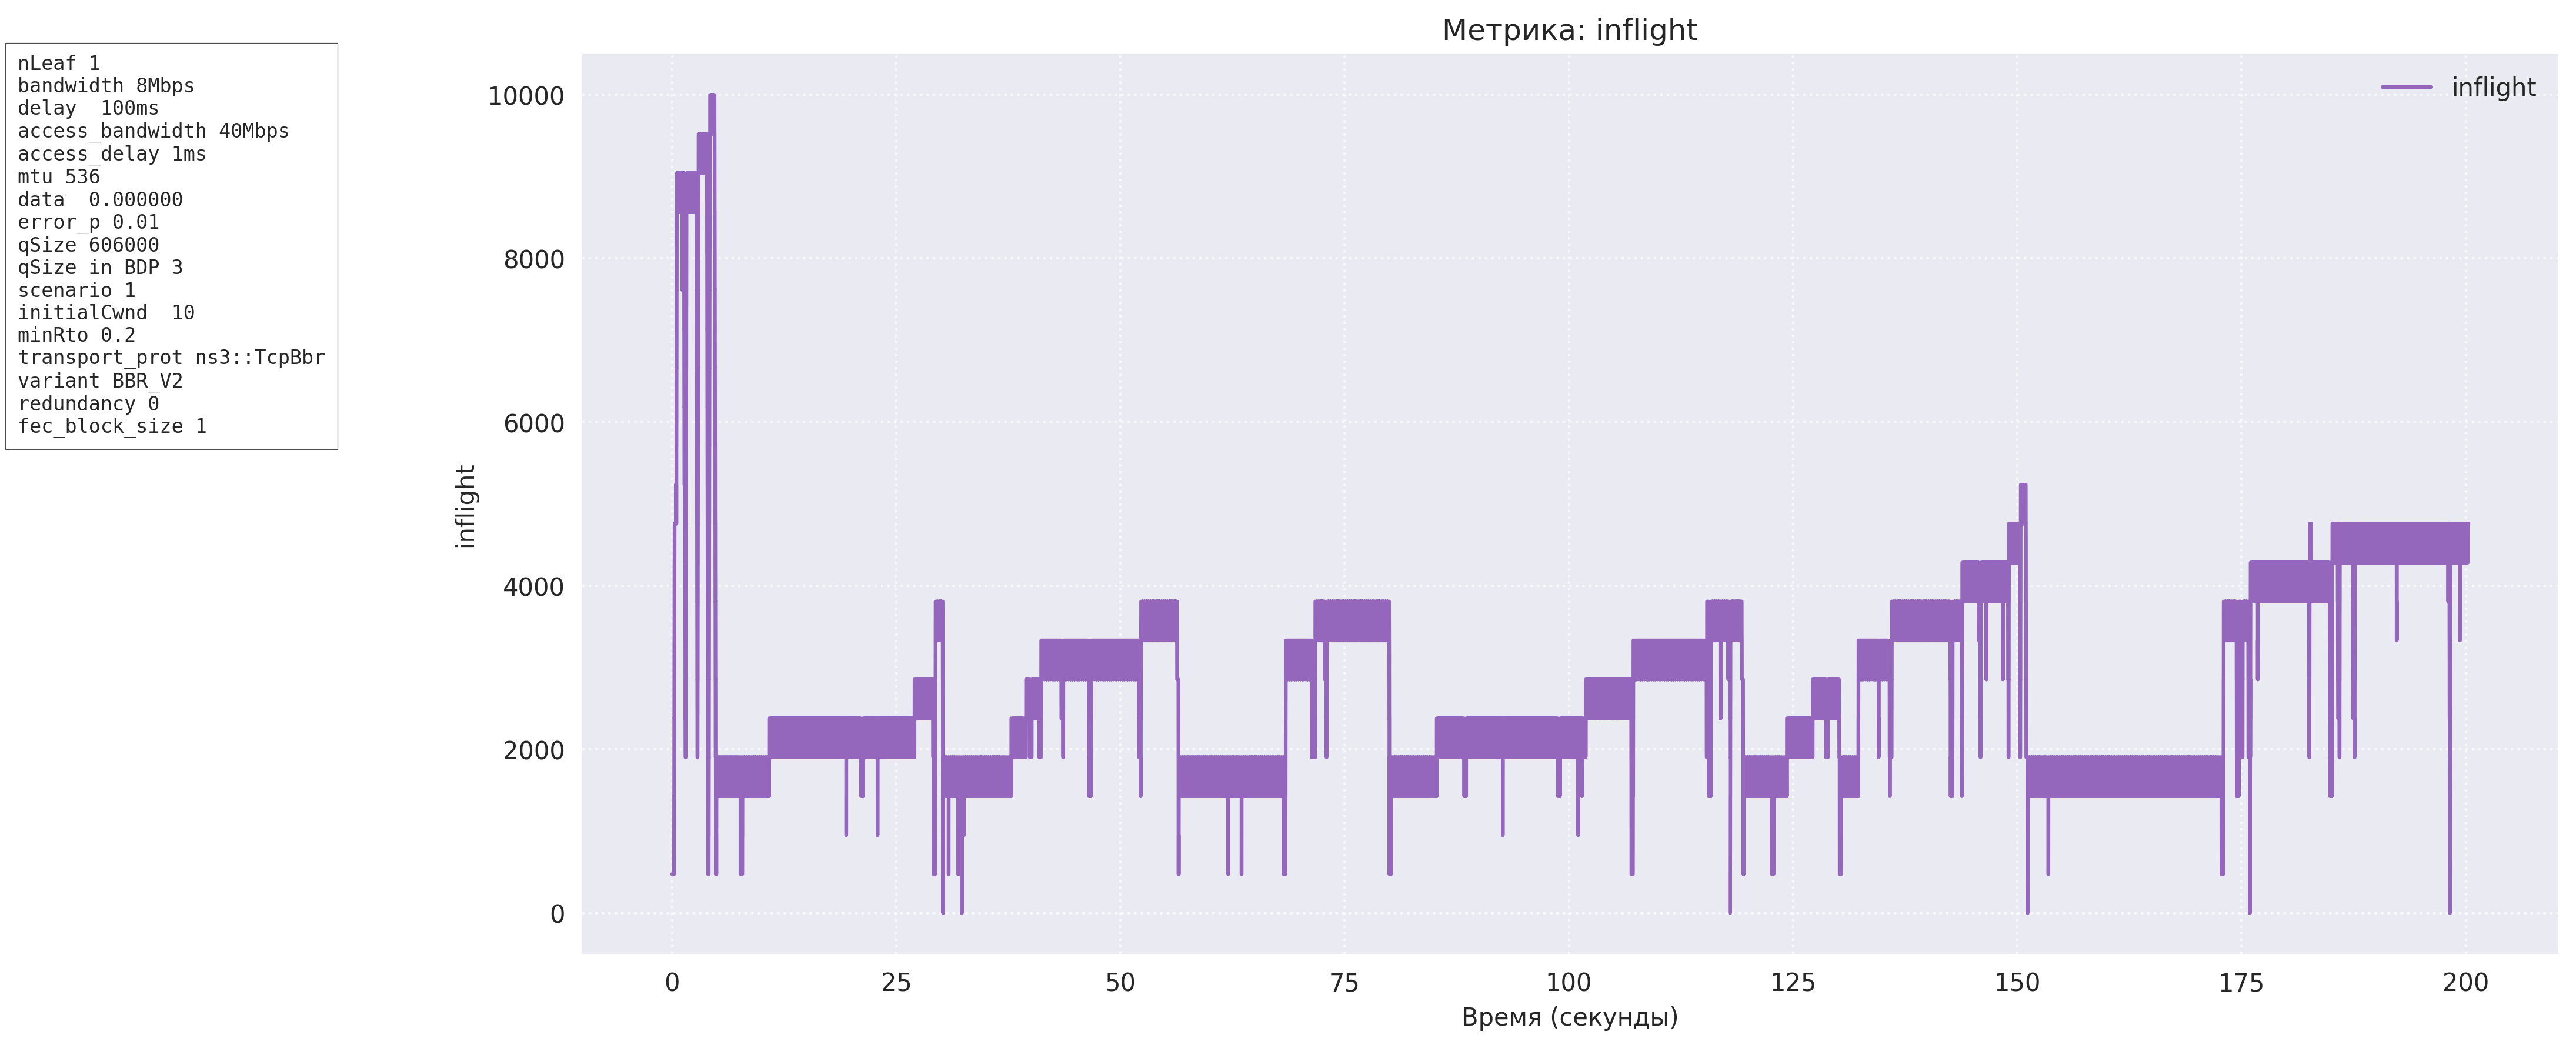 Метрика: inflight
nLeaf 1
bandwidth 8Mbps
delay  100ms
access_bandwidth 40Mbps
access_delay 1ms
mtu 536
data  0.000000
error_p 0.01
qSize 606000
qSize in BDP 3
scenario 1
initialCwnd  10
minRto 0.2
transport_prot ns3::TcpBbr
variant BBR_V2
redundancy 0
fec_block_size 1
inflight
10000
8000
6000
4000
2000
0
inflight
0 25 50 75 100 125 150 175 200
Время (секунды)